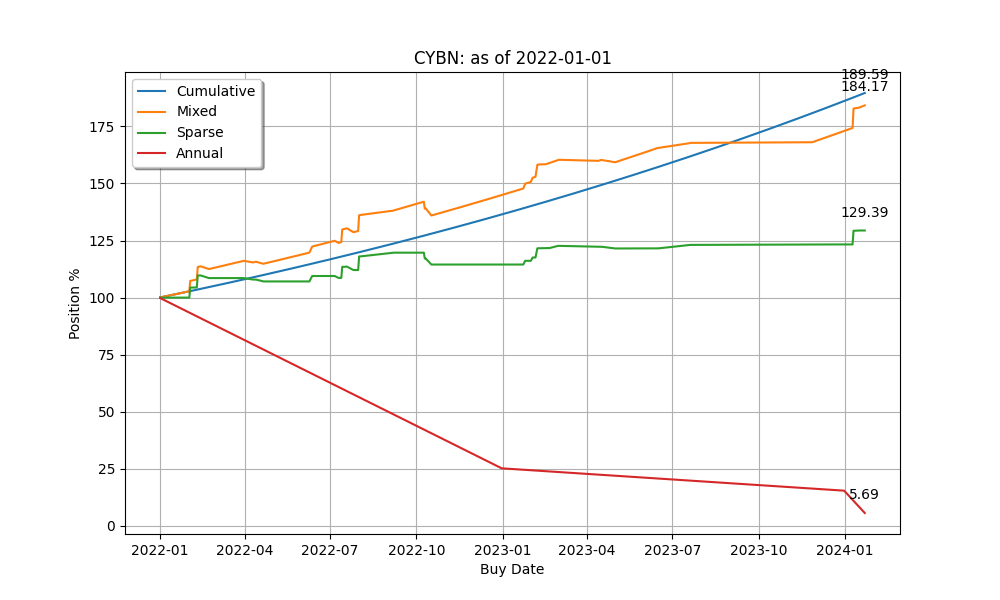 CYBN: as of 2022-01-01
Cumulative
Mixed
Sparse
Annual
189.59
184.17
129.39
5.69
Position %
175
150
125
100
75
50
25
0
2022-01 2022-04 2022-07 2022-10 2023-01 2023-04 2023-07 2023-10 2024-01
Buy Date